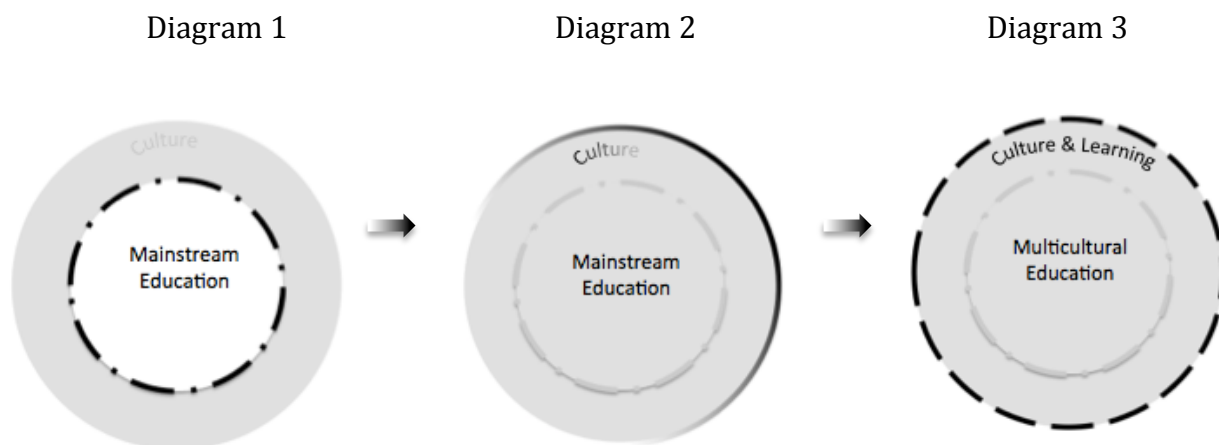 Diagram 1
Diagram 2
Diagram 3
Culture
Mainstream
Education
Culture
Mainstream
Education
Culture & Learning
Multicultural
Education